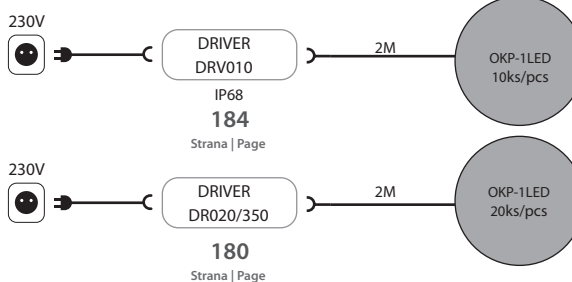 230V
DRIVER
DRV010
2M
OKP-1LED
10ks/pcs
IP68
184
Strana | Page
230V
DRIVER
DR020/350
2M
OKP-1LED
20ks/pcs
180
Strana | Page